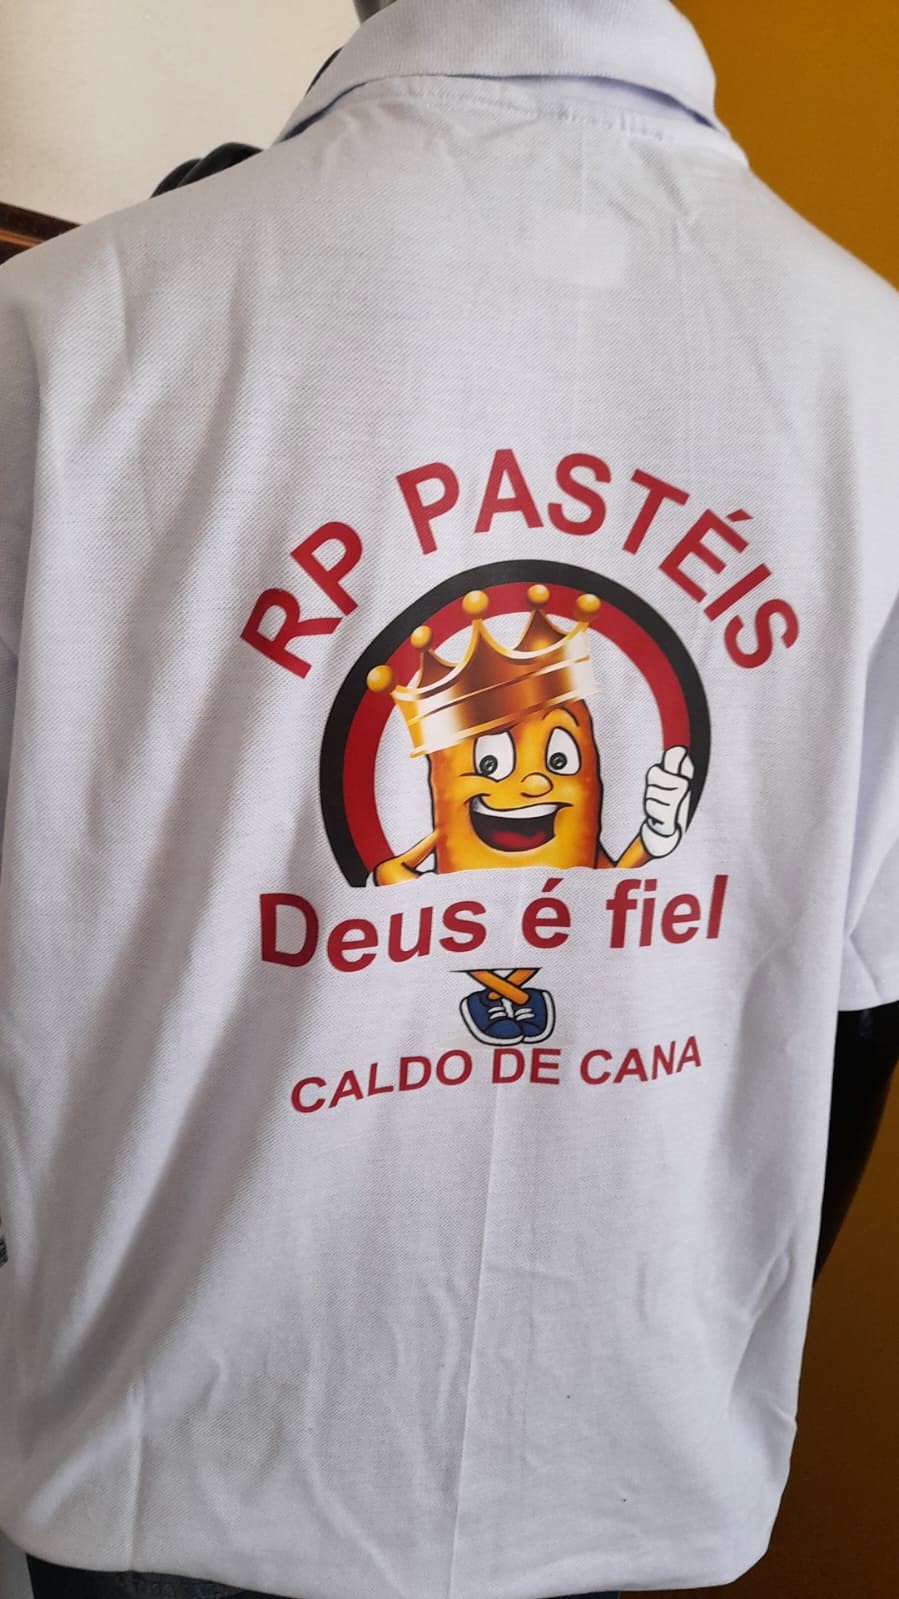 RP PASTÉIS
Deus é fiel
CALDO DE CANA